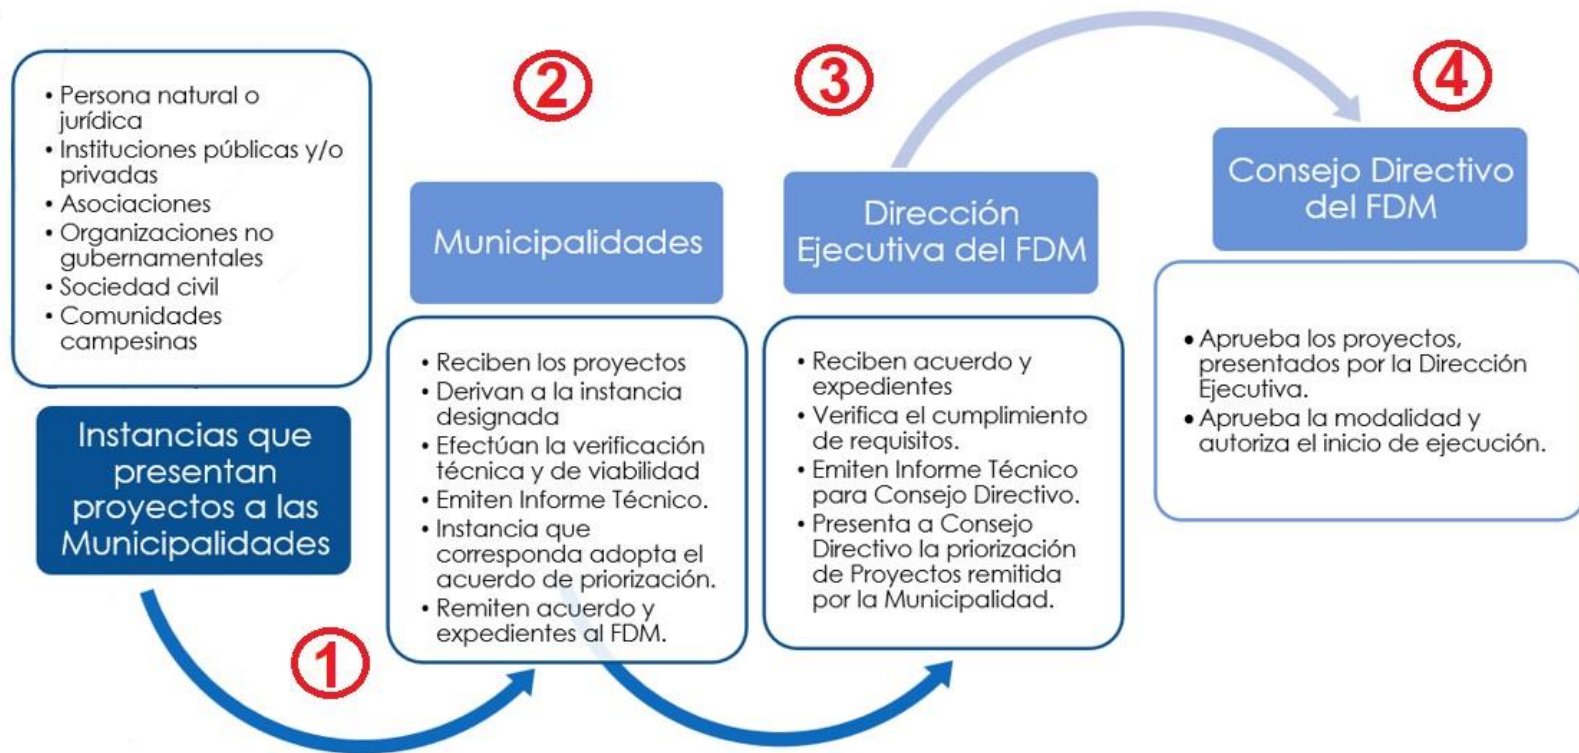 • Persona natural o
jurídica
• Instituciones públicas y/o
privadas
• Asociaciones
• Organizaciones no
gubernamentales
• Sociedad civil
• Comunidades
campesinas
Instancias que
presentan
proyectos a las
Municipalidades
1
2
Municipalidades
• Reciben los proyectos
• Derivan a la instancia
designada
• Efectúan la verificación
técnica y de viabilidad
• Emiten Informe Técnico.
• Instancia que
corresponda adopta el
acuerdo de priorización.
• Remiten acuerdo y
expedientes al FDM.
3
Dirección
Ejecutiva del FDM
• Reciben acuerdo y
expedientes
• Verifica el cumplimiento
de requisitos.
• Emiten Informe Técnico
para Consejo Directivo.
• Presenta a Consejo
Directivo la priorización
de Proyectos remitida
por la Municipalidad.
4
Consejo Directivo
del FDM
• Aprueba los proyectos,
presentados por la Dirección
Ejecutiva.
• Aprueba la modalidad y
autoriza el inicio de ejecución.